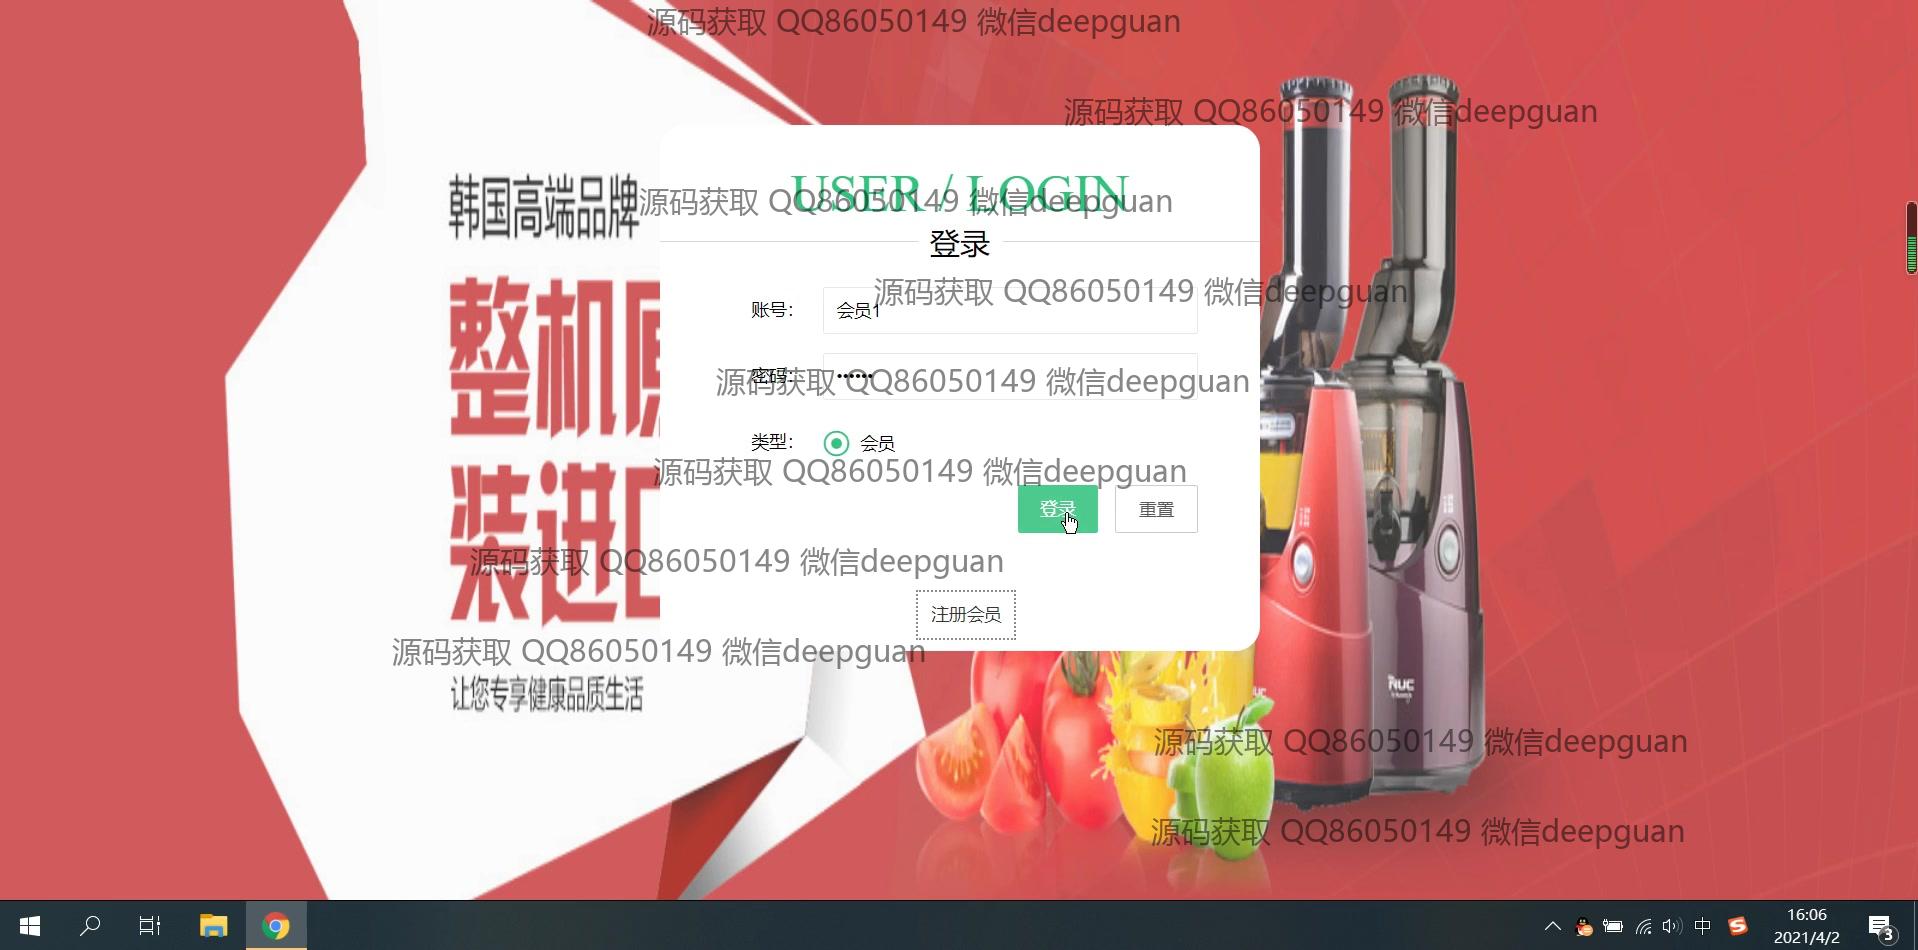 源码获取 QQ86050149 微信deepguan
源码获取 QQ86050149 微信deepguan
韩国高端品牌
源码获取 QQ86050149 微信deepguan
USER / LOGIN
登录
源码获取 QQ86050149 微信deepguan
账号: 会员1
整机原
密码: ••••••
源码获取 QQ86050149 微信deepguan
类型: 会员
源码获取 QQ86050149 微信deepguan
登录 重置
装进口
源码获取 QQ86050149 微信deepguan
注册会员
源码获取 QQ86050149 微信deepguan
让您专享健康品质生活
NUC
源码获取 QQ86050149 微信deepguan
源码获取 QQ86050149 微信deepguan
中
16:06
2021/4/2
3